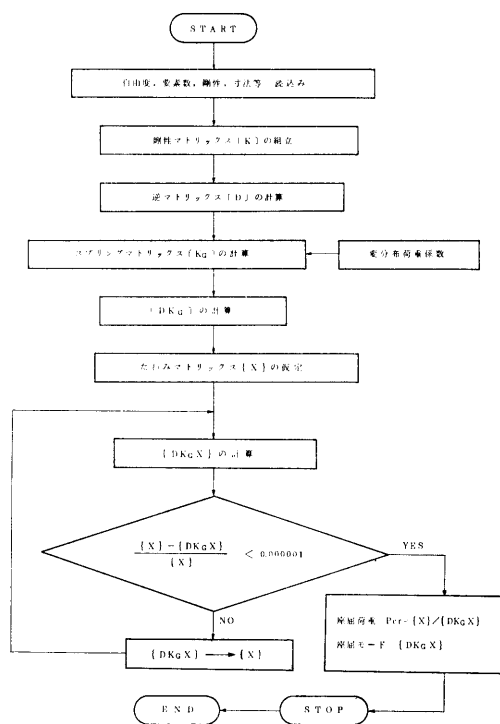 START
自由度，要素数，剛性，寸法等 読込み
剛性マトリックス〔K〕の組立
逆マトリックス〔D〕の計算
スプリングマトリックス〔KG〕の計算
変分布荷重係数
〔DKG〕の計算
たわみマトリックス{X}の仮定
{DKGX}の計算
{X}-{DKGX}
{X}
< 0.000001
YES
NO
座屈荷重 Pcr={X}/{DKGX}
座屈モード {DKGX}
{DKGX} → {X}
END
STOP